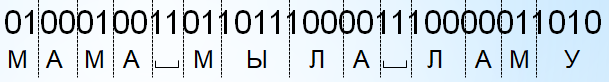 0100010011011011100001110000011010
М А М А ␣ М Ы Л А ␣ Л А М У